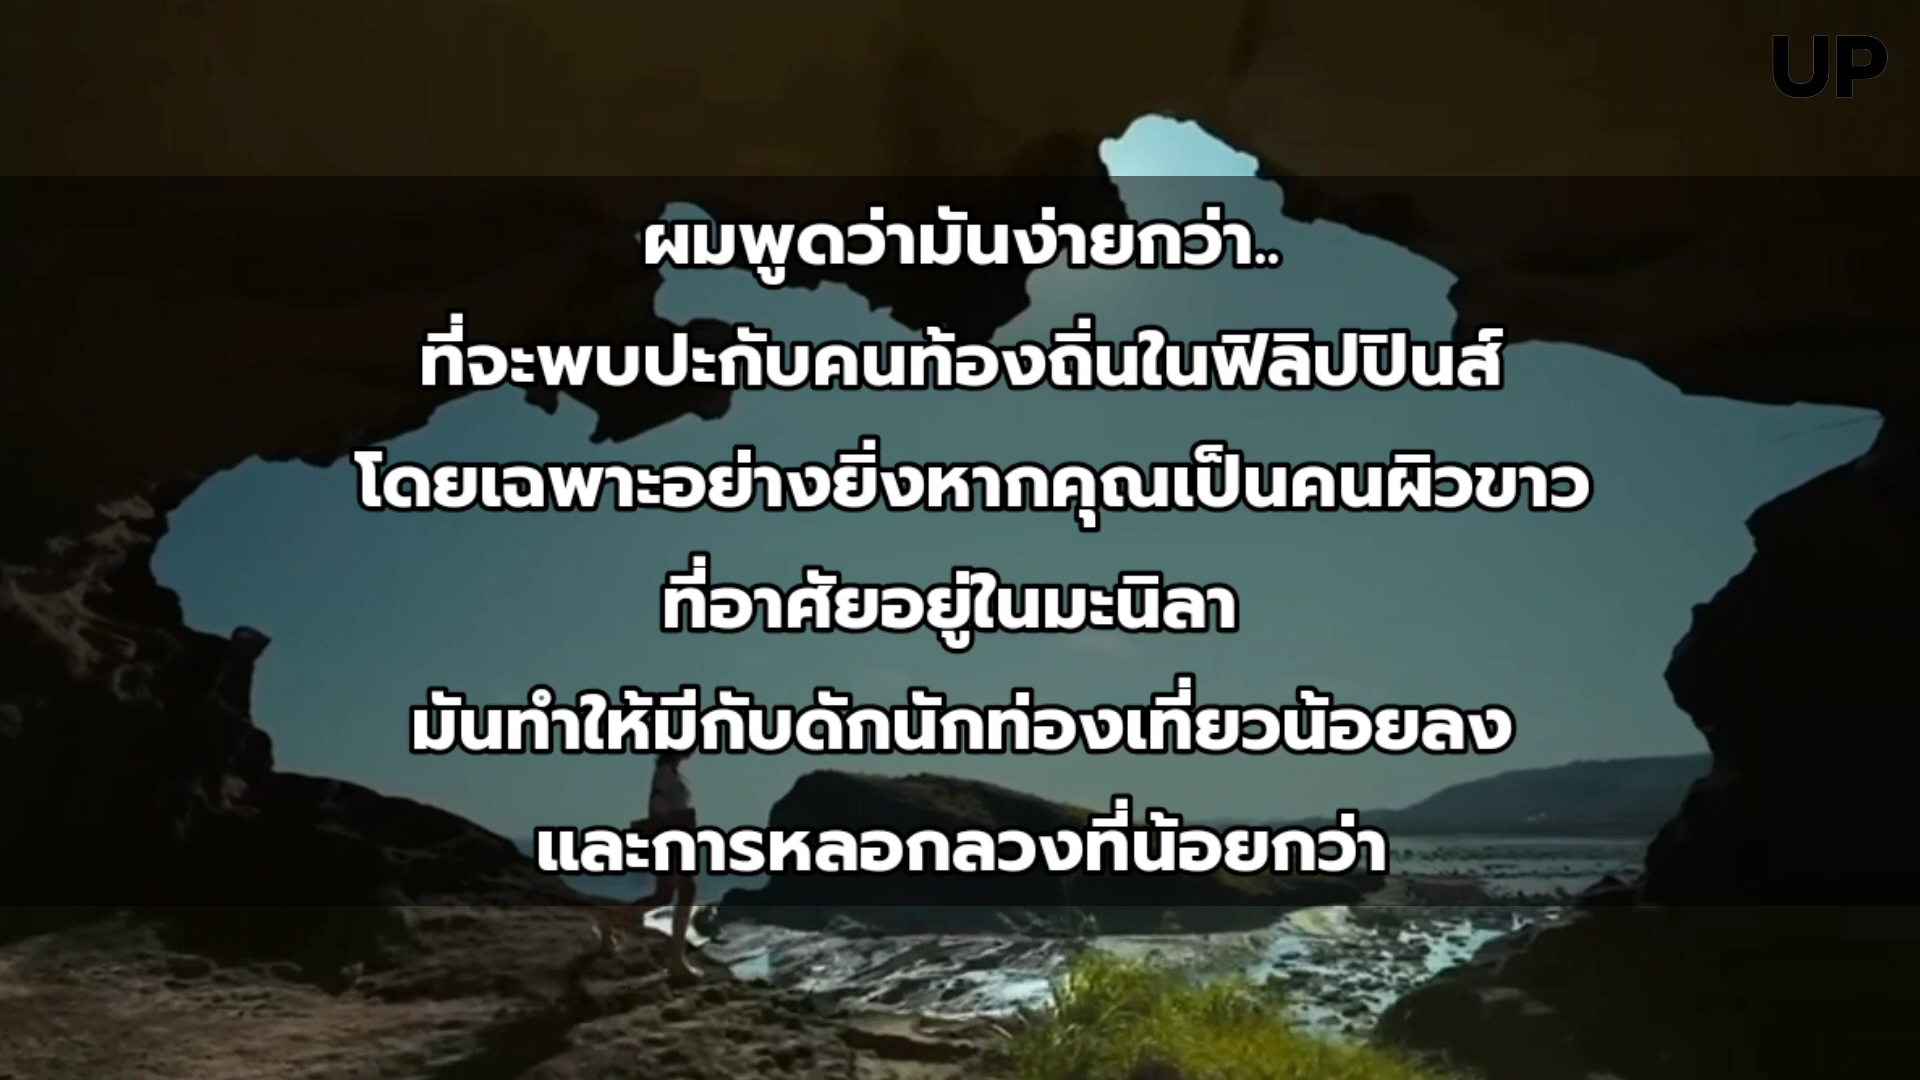 UP
ผมพูดว่ามันง่ายกว่า..
ที่จะพบปะกับคนท้องถิ่นในฟิลิปปินส์
โดยเฉพาะอย่างยิ่งหากคุณเป็นคนผิวขาว
ที่อาศัยอยู่ในมะนิลา
มันทำให้มีกับดักนักท่องเที่ยวน้อยลง
และการหลอกลวงที่น้อยกว่า